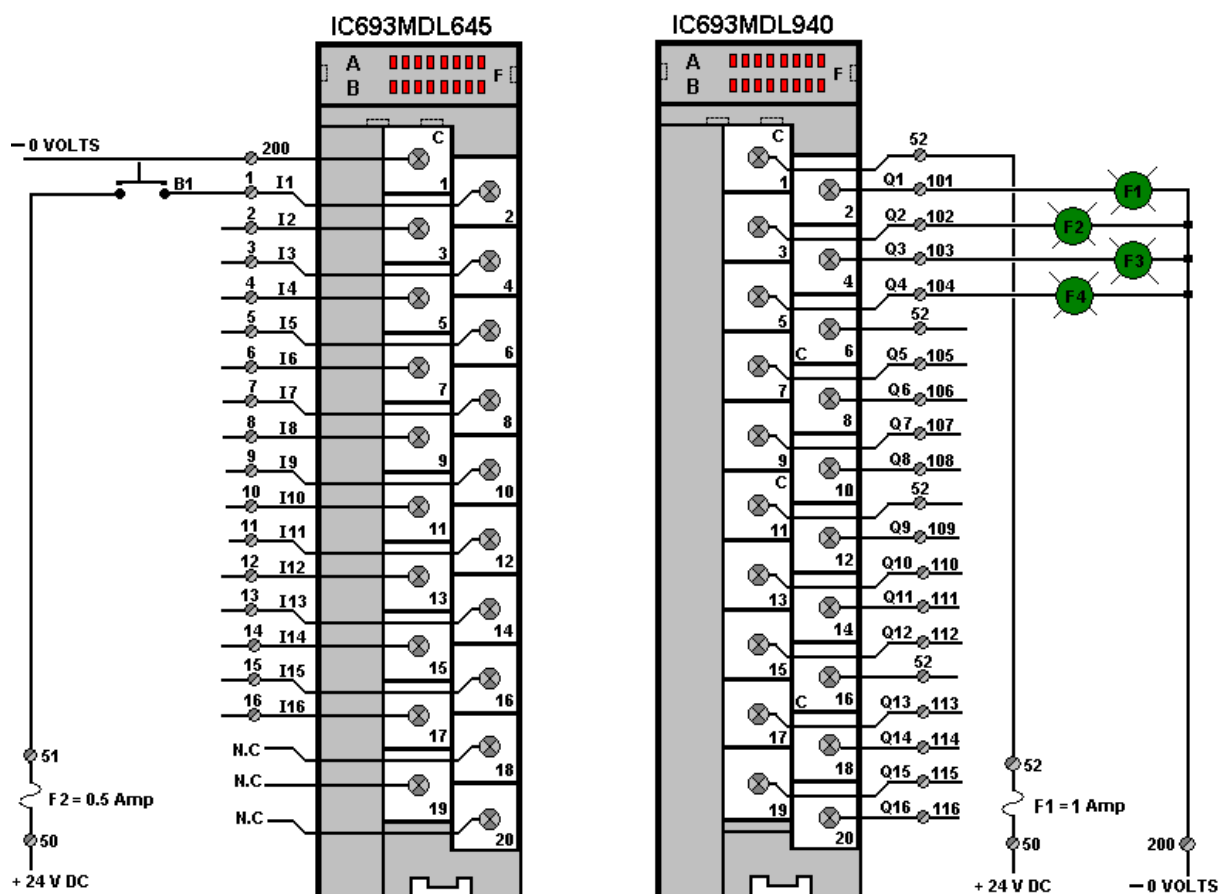 IC693MDL645
A
B
F
C
— 0 VOLTS
200
B1
1 I1
2 I2
3 I3
4 I4
5 I5
6 I6
7 I7
8 I8
9 I9
10 I10
11 I11
12 I12
13 I13
14 I14
15 I15
16 I16
N.C
N.C
N.C
1
2
3
4
5
6
7
8
9
10
11
12
13
14
15
16
17
18
19
20
51
F2 = 0.5 Amp
50
+ 24 V DC
IC693MDL940
A
B
F
C
1
2
3
4
5
6
C
7
8
9
C
10
11
12
13
14
15
16
C
17
18
19
20
52
Q1 101
Q2 102
Q3 103
Q4 104
52
Q5 105
Q6 106
Q7 107
Q8 108
52
Q9 109
Q10 110
Q11 111
Q12 112
52
Q13 113
Q14 114
Q15 115
Q16 116
F1
F2
F3
F4
52
F1 = 1 Amp
50
+ 24 V DC
200
— 0 VOLTS